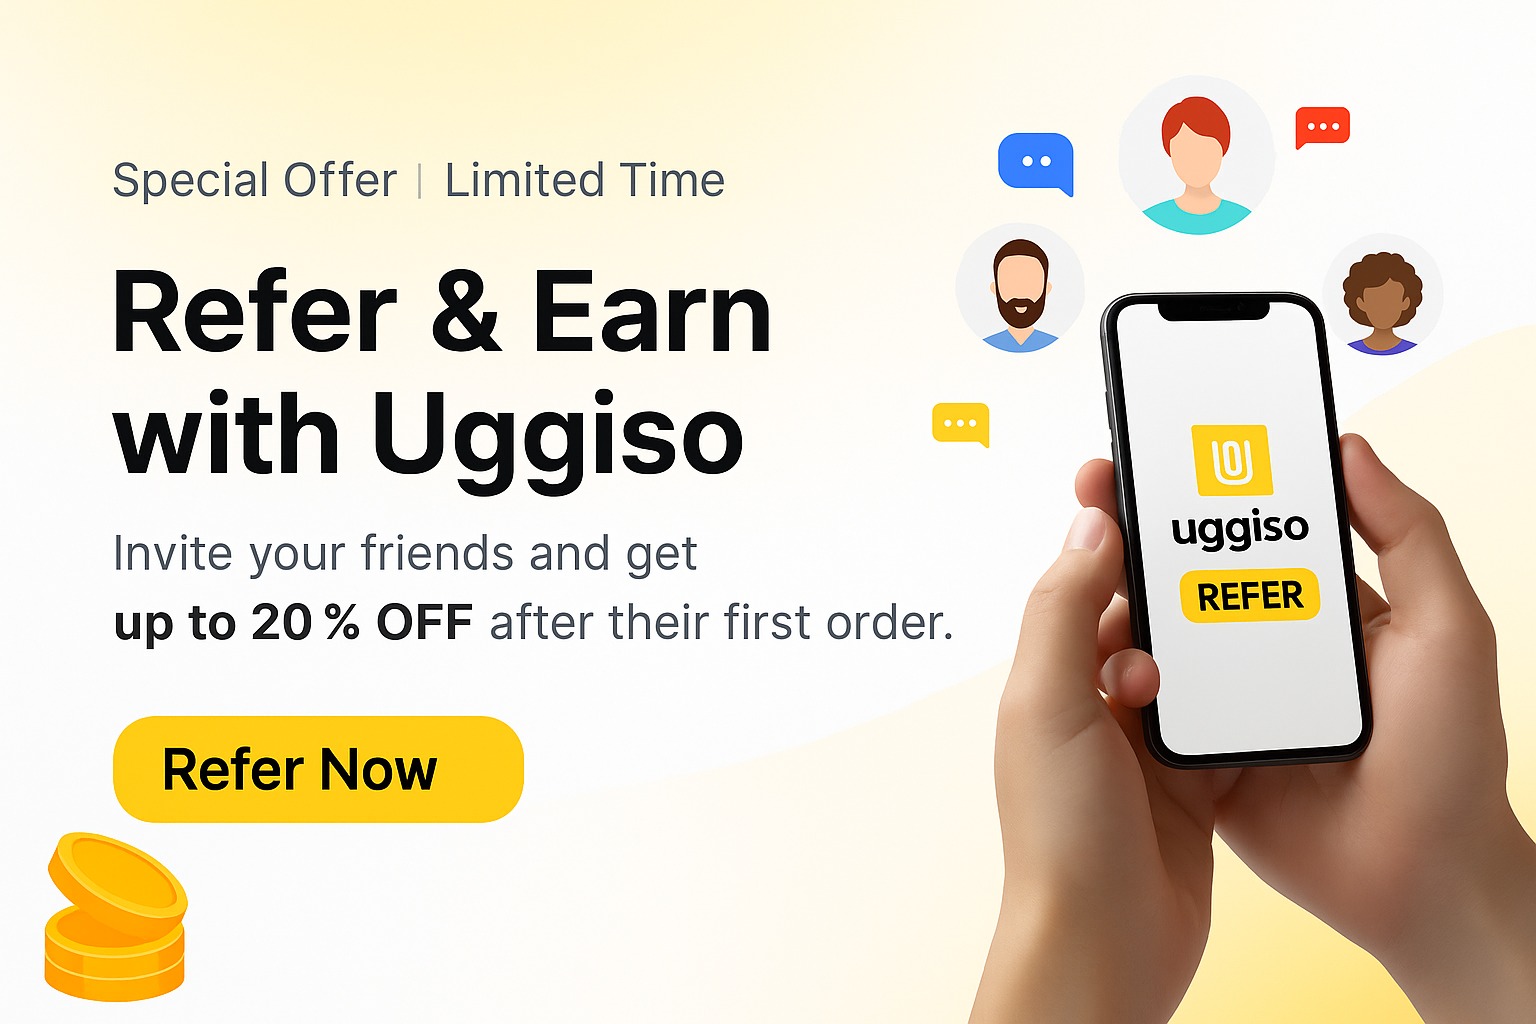 Special Offer | Limited Time
Refer & Earn
with Uggiso
Invite your friends and get
up to 20 % OFF after their first order.
Refer Now
uggiso
REFER